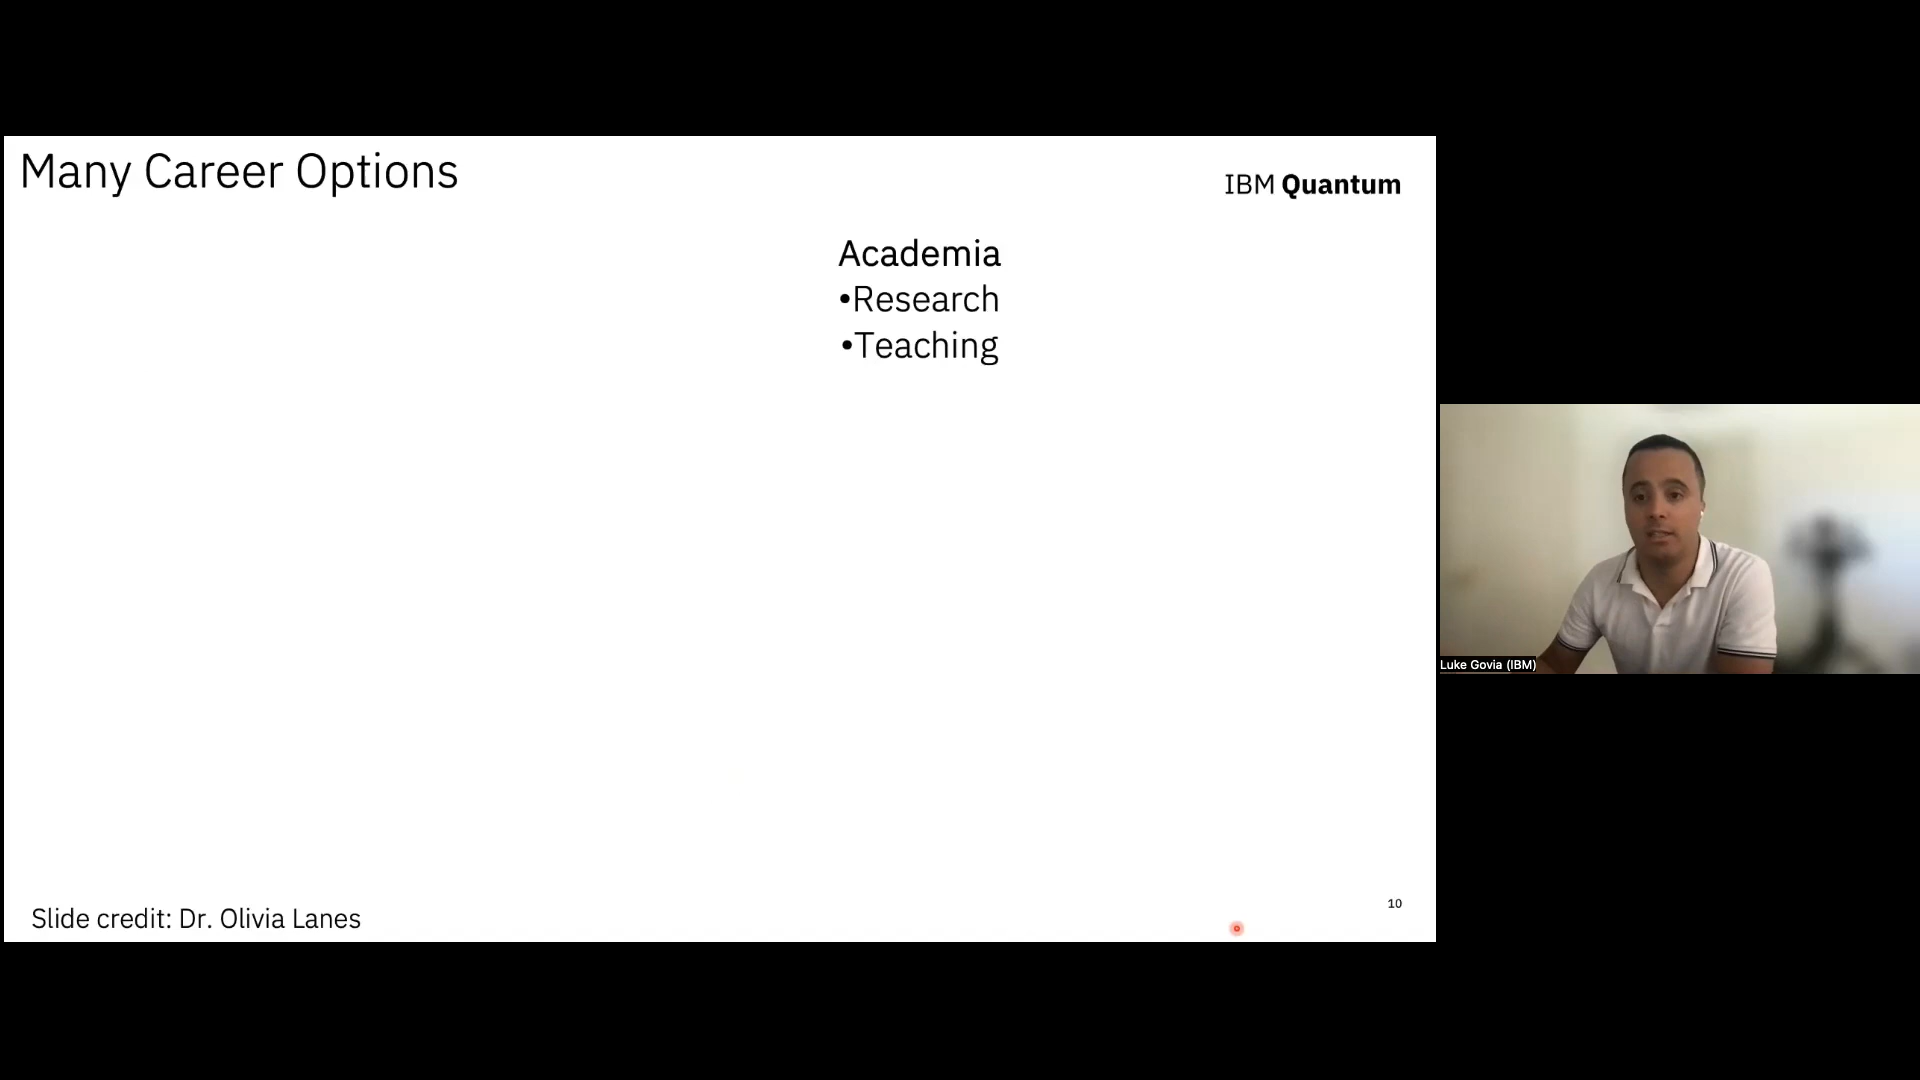 Many Career Options
IBM Quantum
Academia
•Research
•Teaching
Luke Govia (IBM)
10
Slide credit: Dr. Olivia Lanes